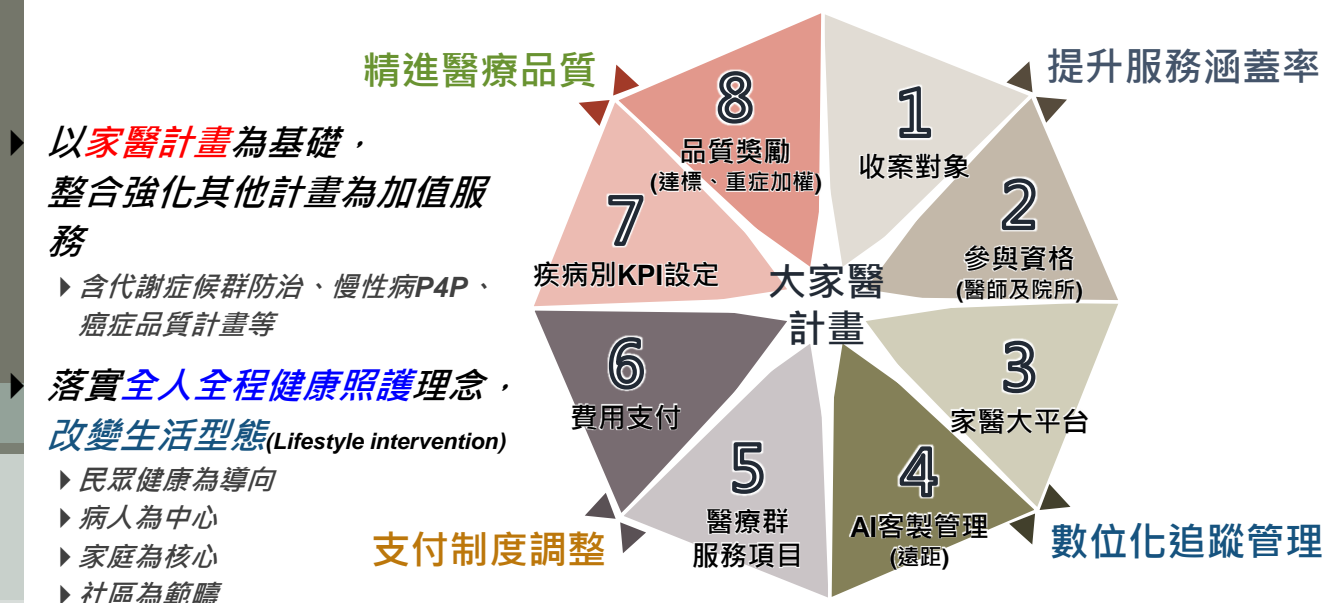 以家醫計畫為基礎，
整合強化其他計畫為加值服
務
含代謝症候群防治、慢性病P4P、
癌症品質計畫等
落實全人全程健康照護理念，
改變生活型態(Lifestyle intervention)
民眾健康為導向
病人為中心
家庭為核心
社區為範疇
精進醫療品質
提升服務涵蓋率
支付制度調整
數位化追蹤管理
大家醫
計畫
1
收案對象
2
參與資格
(醫師及院所)
3
家醫大平台
4
AI客製管理
(遠距)
5
醫療群
服務項目
6
費用支付
7
疾病別KPI設定
8
品質獎勵
(達標、重症加權)